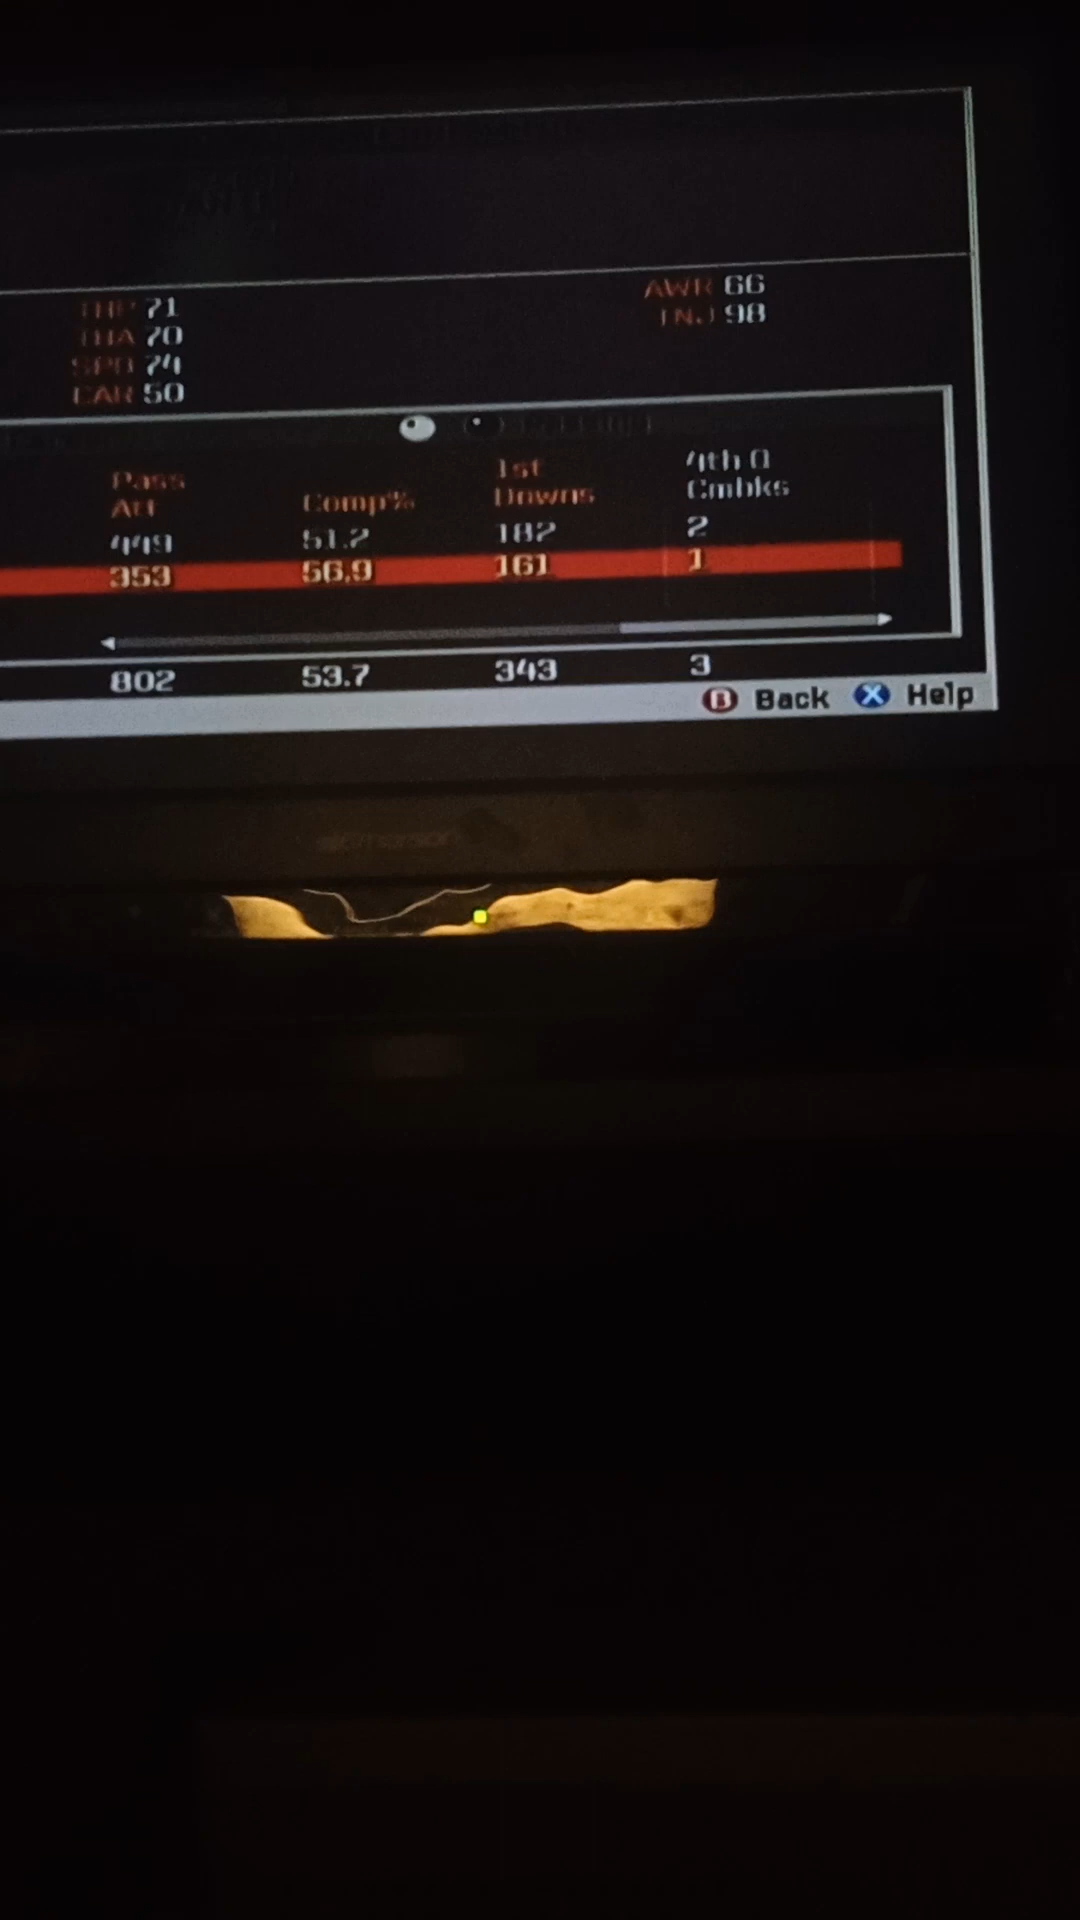 THP 71
THA 70
SPD 74
CAR 50
AWR 66
INJ 98
Pass Att Comp% 1st Downs 4th Q Cmbks
449 51.2 182 2
353 56.9 161 1
802 53.7 343 3
B Back X Help